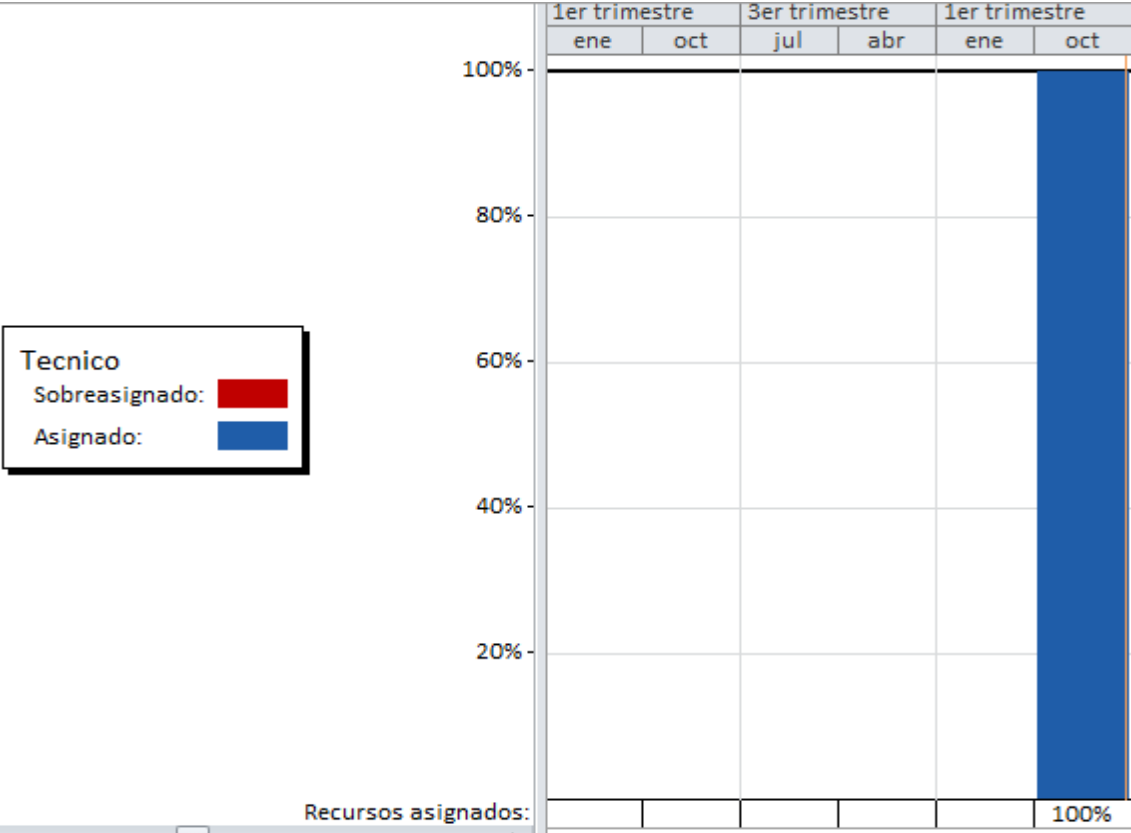 1er trimestre 3er trimestre 1er trimestre
ene oct jul abr ene oct
100%
80%
Tecnico
60%
Sobreasignado:
Asignado:
40%
20%
Recursos asignados: 100%